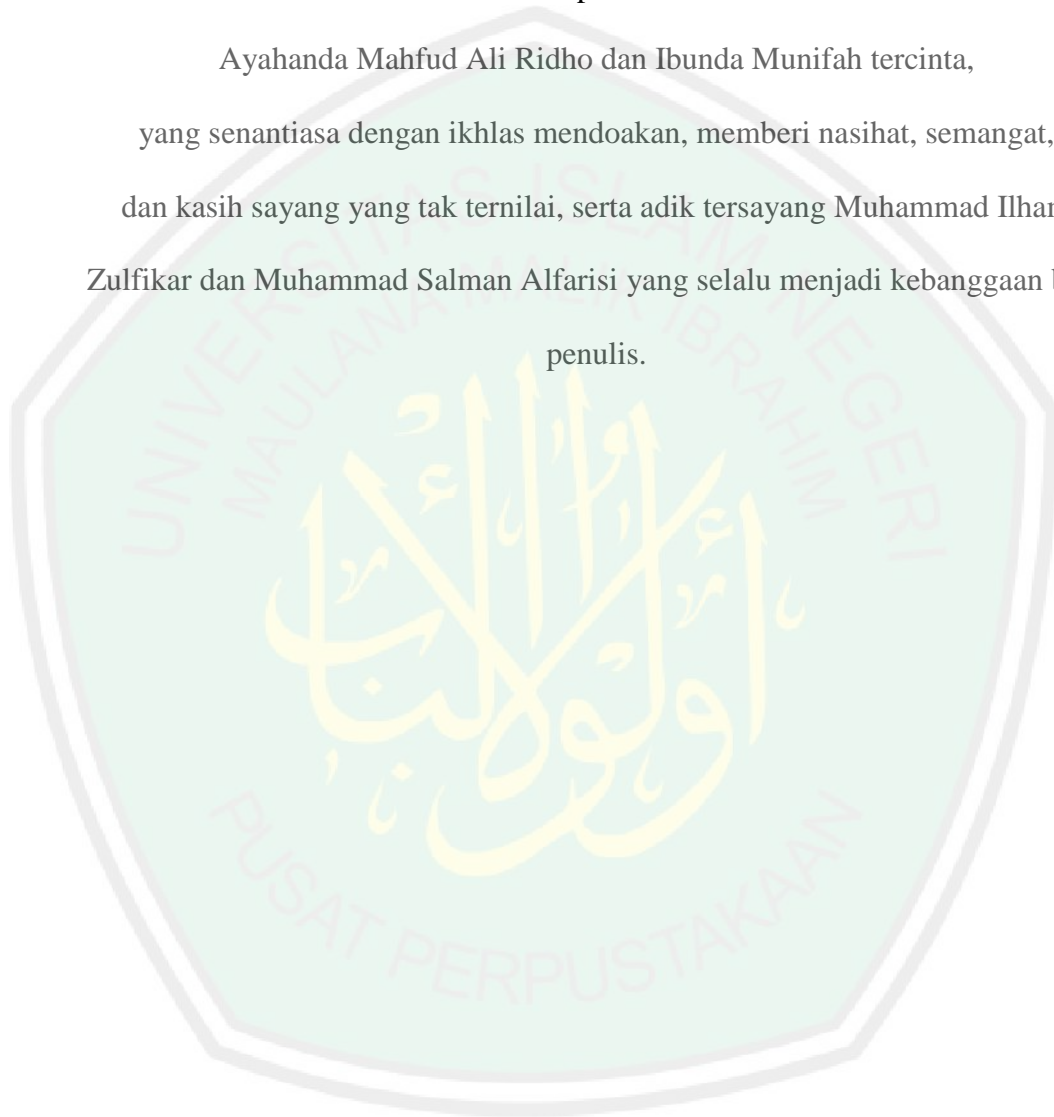 Ayahanda Mahfud Ali Ridho dan Ibunda Munifah tercinta,
yang senantiasa dengan ikhlas mendoakan, memberi nasihat, semangat,
dan kasih sayang yang tak ternilai, serta adik tersayang Muhammad
Zulfikar dan Muhammad Salman Alfarisi yang selalu menjadi kebanggaan
penulis.
UNIVERSITAS ISLAM NEGERI
MAULANA MALIK IBRAHIM
أولوا الألباب
PUSAT PERPUSTAKAAN